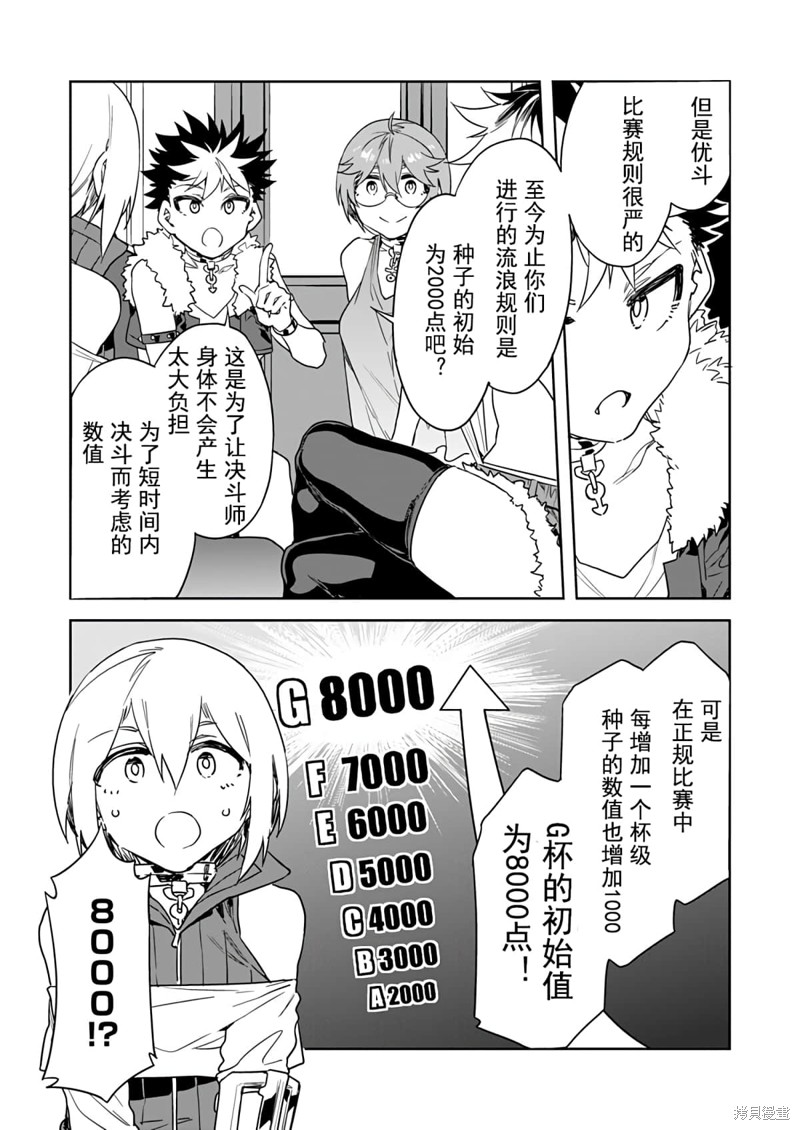 但是优斗
比赛规则很严的
至今为止你们
进行的流浪规则是
种子的初始
为2000点吧？
这是为了让决斗师
身体不会产生
太大负担
为了短时间内
决斗而考虑的
数值
可是
在正规比赛中
每增加一个杯级
种子的数值也增加1000
G杯的初始值
为8000点！
G 8000
F 7000
E 6000
D 5000
C 4000
B 3000
A 2000
8000!?
拷贝漫畫